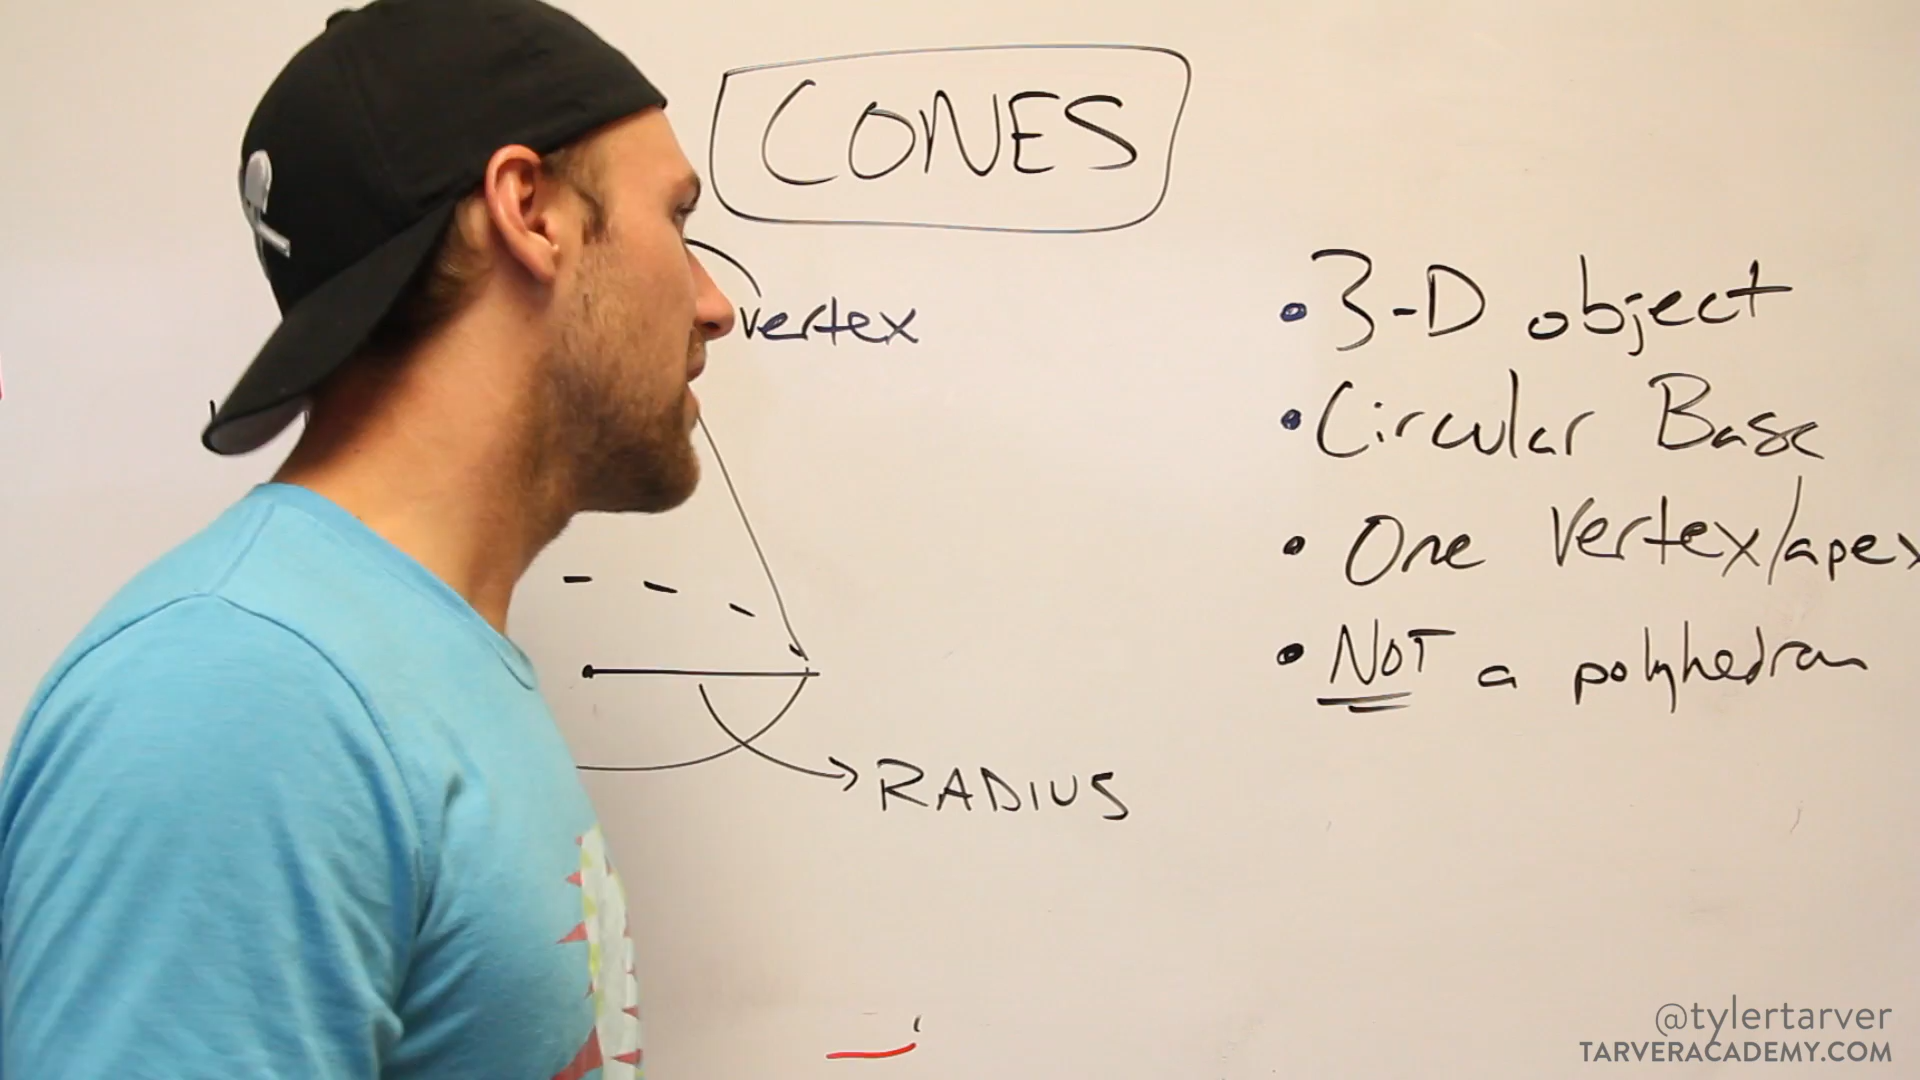 CONES
vertex
• 3-D object
• Circular Base
• One Vertex/apex
• NOT a polyhedron
RADIUS
@tylertarver
TARVERACADEMY.COM